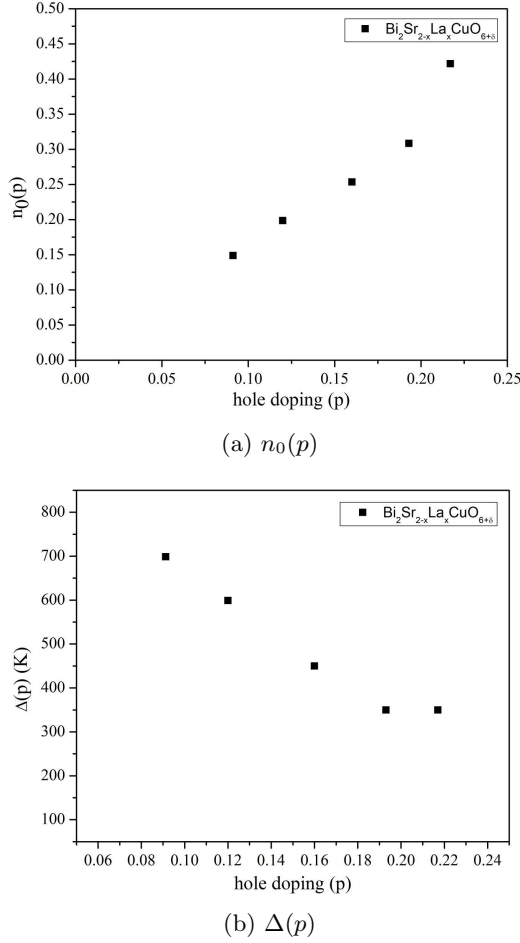 0.50
0.45
0.40
0.35
0.30
0.25
0.20
0.15
0.10
0.05
0.00
n₀(p)
Bi₂Sr₂₋ₓLaₓCuO₆₊δ
0.00 0.05 0.10 0.15 0.20 0.25
hole doping (p)
(a) n₀(p)
800
700
600
500
400
300
200
100
Δ(p) (K)
Bi₂Sr₂₋ₓLaₓCuO₆₊δ
0.06 0.08 0.10 0.12 0.14 0.16 0.18 0.20 0.22 0.24
hole doping (p)
(b) Δ(p)